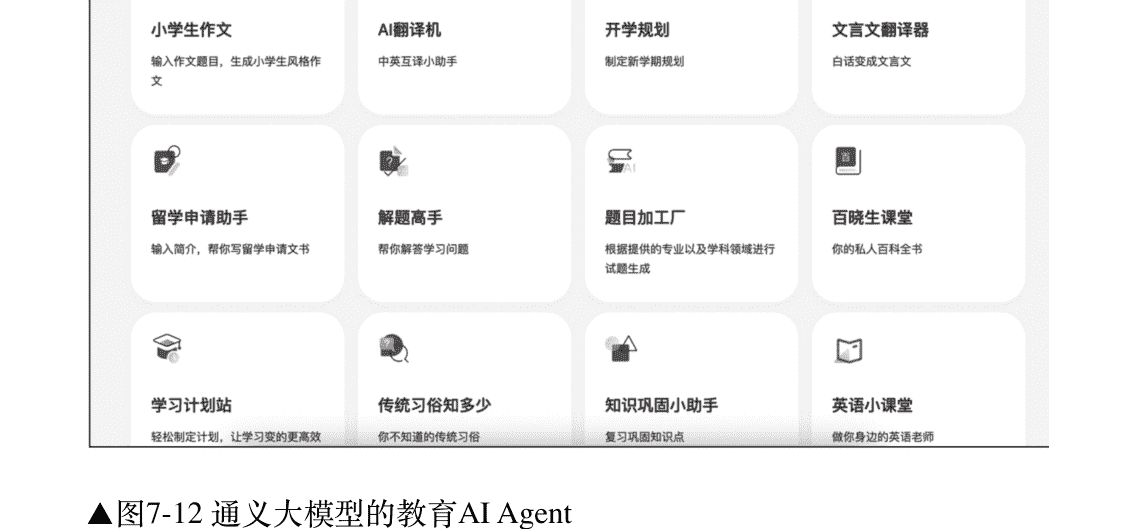 小学生作文
AI翻译机
开学规划
文言文翻译器
输入作文题目，生成小学生风格作
文
中英互译小助手
制定新学期规划
白话变成文言文
留学申请助手
解题高手
题目加工厂
百晓生课堂
输入简介，帮你写留学申请文书
帮你解答学习问题
根据提供的专业以及学科领域进行
试题生成
你的私人百科全书
学习计划站
传统习俗知多少
知识巩固小助手
英语小课堂
轻松制定计划，让学习变的更高效
你不知道的传统习俗
复习巩固知识点
做你身边的英语老师
▲图7-12 通义大模型的教育AI Agent